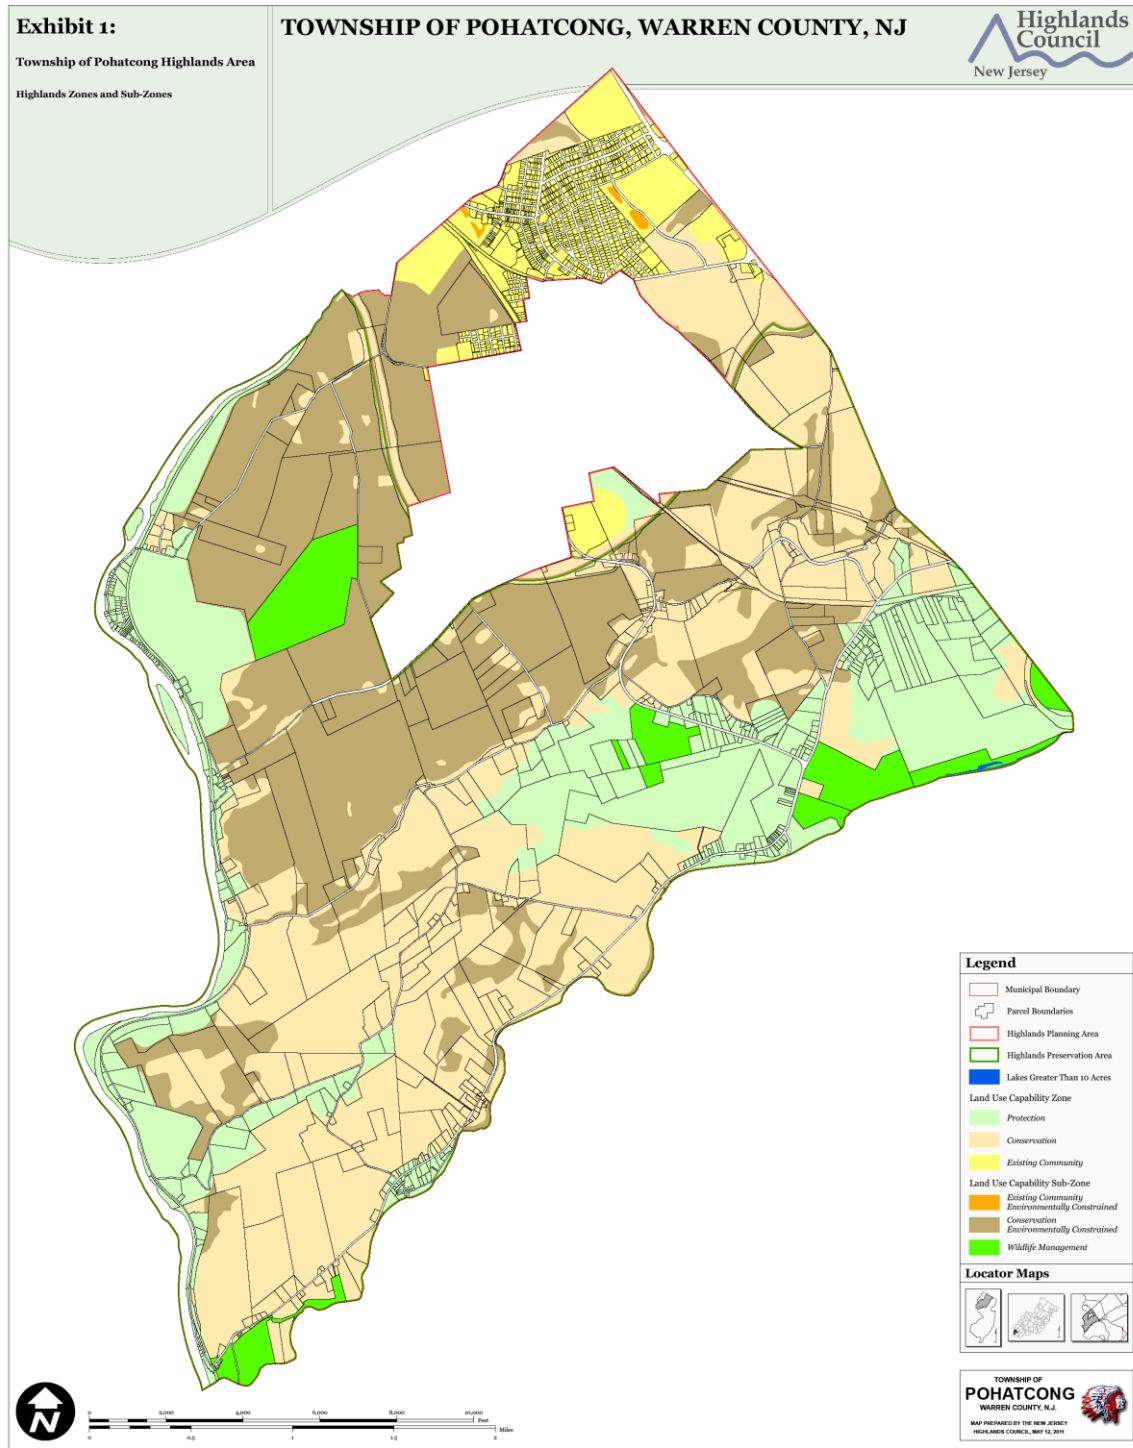 Exhibit 1:
Township of Pohatcong Highlands Area
Highlands Zones and Sub-Zones
TOWNSHIP OF POHATCONG, WARREN COUNTY, NJ
Highlands
Council
New Jersey
Legend
Municipal Boundary
Parcel Boundaries
Highlands Planning Area
Highlands Preservation Area
Lakes Greater Than 10 Acres
Land Use Capability Zone
Protection
Conservation
Existing Community
Land Use Capability Sub-Zone
Existing Community
Environmentally Constrained
Conservation
Environmentally Constrained
Wildlife Management
Locator Maps
TOWNSHIP OF
POHATCONG
WARREN COUNTY, N.J.
MAP PREPARED BY THE NEW JERSEY
HIGHLANDS COUNCIL, MAY 12, 2011
N
0 2,000 4,000 6,000 8,000 10,000
Feet
Miles
0 0.5 1 1.5 2